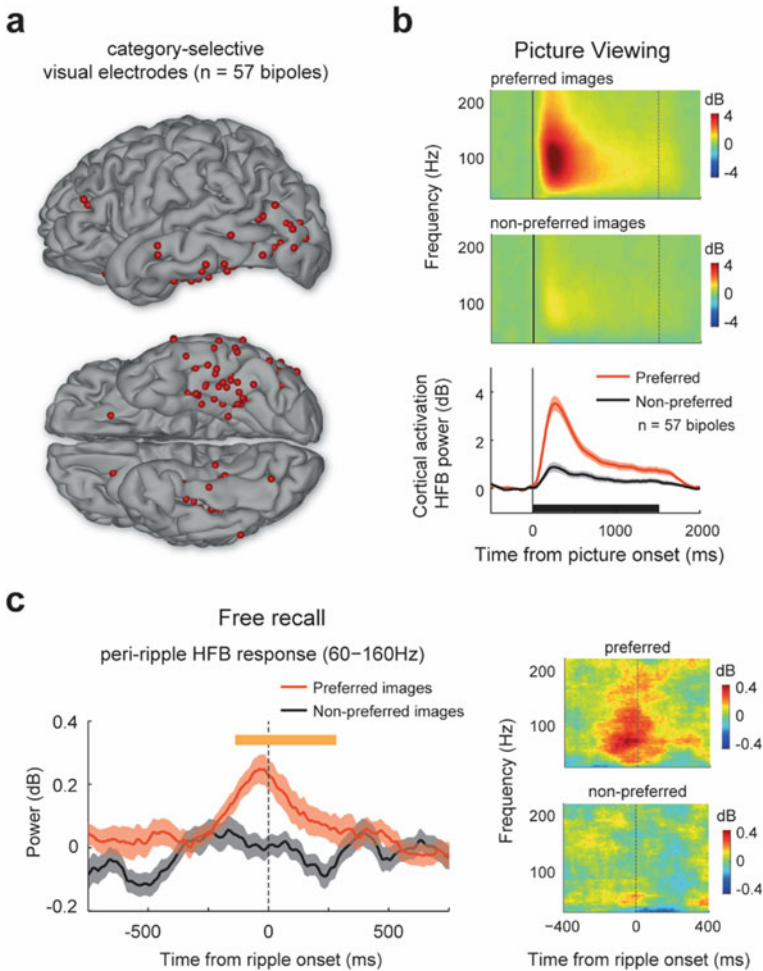 a
category-selective
visual electrodes (n = 57 bipoles)
b
Picture Viewing
preferred images
dB
200
100
4
0
-4
non-preferred images
dB
200
100
4
0
-4
Frequency (Hz)
Cortical activation
HFB power (dB)
4
2
0
Preferred
Non-preferred
n = 57 bipoles
0
1000
2000
Time from picture onset (ms)
c
Free recall
peri-ripple HFB response (60−160Hz)
Preferred images
Non-preferred images
Power (dB)
0.4
0.2
0
-0.2
-500
0
500
Time from ripple onset (ms)
preferred
dB
200
100
0.4
0
-0.4
non-preferred
dB
200
100
0.4
0
-0.4
Frequency (Hz)
−400
0
400
Time from ripple onset (ms)